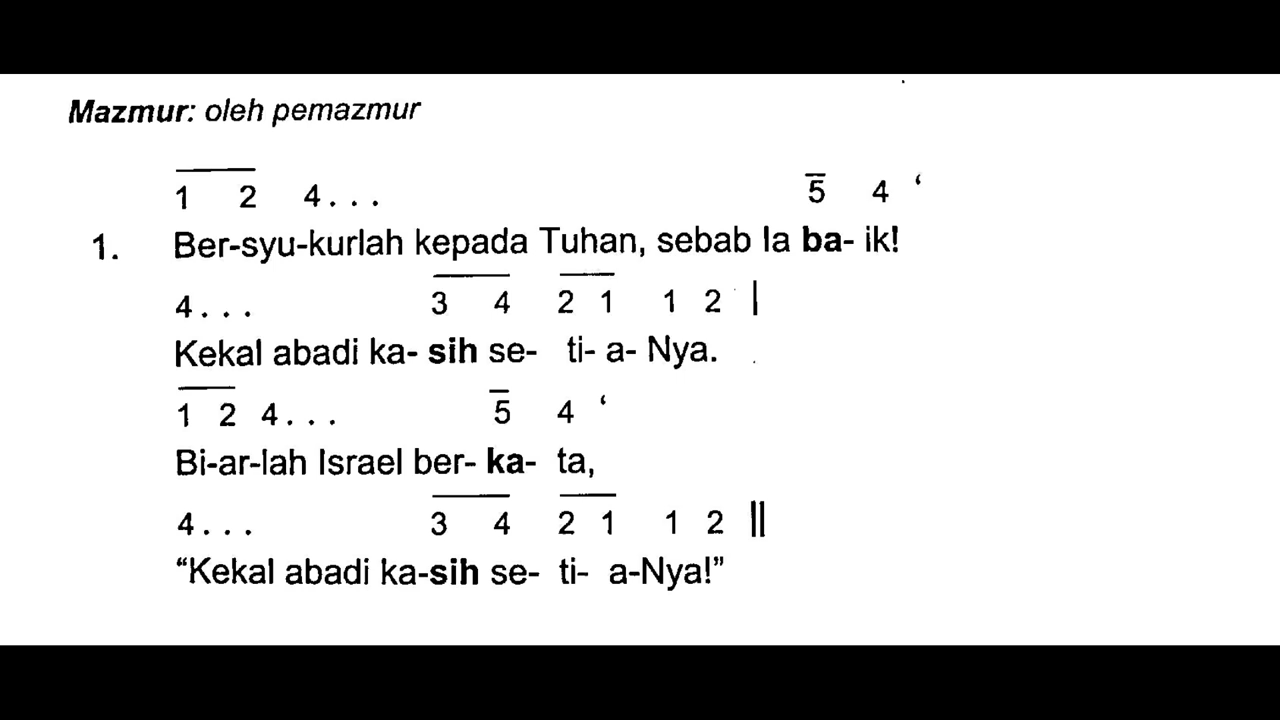 Mazmur: oleh pemazmur
1 2 4... 5 4 ‘
1. Ber-syu-kurlah kepada Tuhan, sebab Ia ba- ik!
4... 3 4 2 1 1 2 |
Kekal abadi ka- sih se- ti- a- Nya.
1 2 4... 5 4 ‘
Bi-ar-lah Israel ber- ka- ta,
4... 3 4 2 1 1 2 ||
“Kekal abadi ka-sih se- ti- a-Nya!”